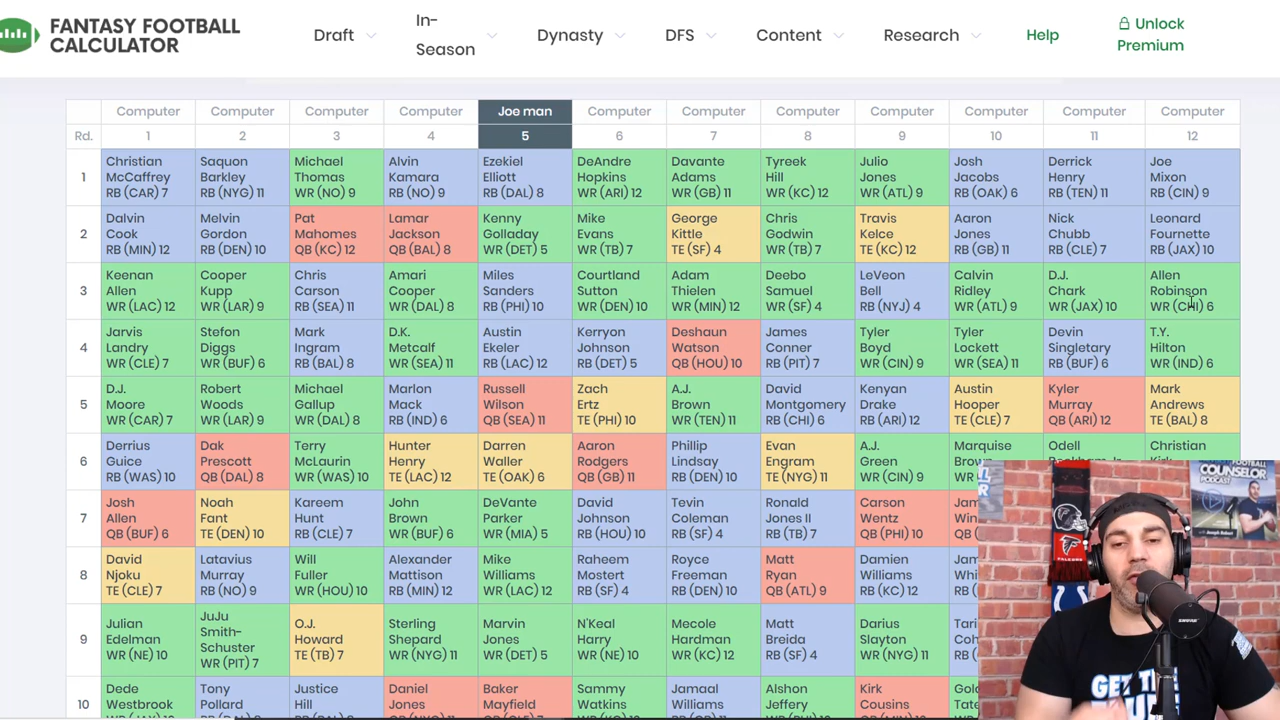 FANTASY FOOTBALL
CALCULATOR
Draft
In-
Season
Dynasty
DFS
Content
Research
Help
Unlock
Premium
Computer Computer Computer Computer Joe man Computer Computer Computer Computer Computer Computer Computer
Rd. 1 2 3 4 5 6 7 8 9 10 11 12
1
Christian Saquon Michael Alvin Ezekiel DeAndre Davante Tyreek Julio Josh Derrick Joe
McCaffrey Barkley Thomas Kamara Elliott Hopkins Adams Hill Jones Jacobs Henry Mixon
RB (CAR) 7 RB (NYG) 11 WR (NO) 9 RB (NO) 9 RB (DAL) 8 WR (ARI) 12 WR (GB) 11 WR (KC) 12 WR (ATL) 9 RB (OAK) 6 RB (TEN) 11 RB (CIN) 9
2
Dalvin Melvin Pat Lamar Kenny Mike George Chris Travis Aaron Nick Leonard
Cook Gordon Mahomes Jackson Golladay Evans Kittle Godwin Kelce Jones Chubb Fournette
RB (MIN) 12 RB (DEN) 10 QB (KC) 12 QB (BAL) 8 WR (DET) 5 WR (TB) 7 TE (SF) 4 WR (TB) 7 TE (KC) 12 RB (GB) 11 RB (CLE) 7 RB (JAX) 10
3
Keenan Cooper Chris Amari Miles Courtland Adam Deebo LeVeon Calvin D.J. Allen
Allen Kupp Carson Cooper Sanders Sutton Thielen Samuel Bell Ridley Chark Robinson
WR (LAC) 12 WR (LAR) 9 RB (SEA) 11 WR (DAL) 8 RB (PHI) 10 WR (DEN) 10 WR (MIN) 12 WR (SF) 4 RB (NYJ) 4 WR (ATL) 9 WR (JAX) 10 WR (CHI) 6
4
Jarvis Stefon Mark D.K. Austin Kerryon Deshaun James Tyler Tyler Devin T.Y.
Landry Diggs Ingram Metcalf Ekeler Johnson Watson Conner Boyd Lockett Singletary Hilton
WR (CLE) 7 WR (BUF) 6 RB (BAL) 8 WR (SEA) 11 RB (LAC) 12 RB (DET) 5 QB (HOU) 10 RB (PIT) 7 WR (CIN) 9 WR (SEA) 11 RB (BUF) 6 WR (IND) 6
5
D.J. Robert Michael Marlon Russell Zach A.J. David Kenyan Austin Kyler Mark
Moore Woods Gallup Mack Wilson Ertz Brown Montgomery Drake Hooper Murray Andrews
WR (CAR) 7 WR (LAR) 9 WR (DAL) 8 RB (IND) 6 QB (SEA) 11 TE (PHI) 10 WR (TEN) 11 RB (CHI) 6 RB (ARI) 12 TE (CLE) 7 QB (ARI) 12 TE (BAL) 8
6
Derrius Dak Terry Hunter Darren Aaron Phillip Evan A.J. Marquise Odell Christian
Guice Prescott McLaurin Henry Waller Rodgers Lindsay Engram Green
RB (WAS) 10 QB (DAL) 8 WR (WAS) 10 TE (LAC) 12 TE (OAK) 6 QB (GB) 11 RB (DEN) 10 TE (NYG) 11 WR (CIN) 9
7
Josh Noah Kareem John DeVante David Tevin Ronald Carson
Allen Fant Hunt Brown Parker Johnson Coleman Jones II Wentz
QB (BUF) 6 TE (DEN) 10 RB (CLE) 7 WR (BUF) 6 WR (MIA) 5 RB (HOU) 10 RB (SF) 4 RB (TB) 7 QB (PHI) 10
8
David Latavius Will Alexander Mike Raheem Royce Matt Damien
Njoku Murray Fuller Mattison Williams Mostert Freeman Ryan Williams
TE (CLE) 7 RB (NO) 9 WR (HOU) 10 RB (MIN) 12 WR (LAC) 12 RB (SF) 4 RB (DEN) 10 QB (ATL) 9 RB (KC) 12
9
Julian JuJu O.J. Sterling Marvin N'Keal Mecole Matt Darius
Edelman Smith- Howard Shepard Jones Harry Hardman Breida Slayton
WR (NE) 10 Schuster TE (TB) 7 WR (NYG) 11 WR (DET) 5 WR (NE) 10 WR (KC) 12 RB (SF) 4 WR (NYG) 11
WR (PIT) 7
10
Dede Tony Justice Daniel Baker Sammy Jamaal Alshon Kirk
Westbrook Pollard Hill Jones Mayfield Watkins Williams Jeffery Cousins
FOOTBALL
COUNSELOR
PODCAST
GET THE